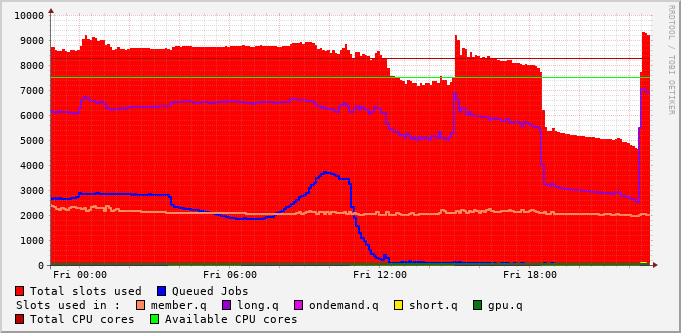 RRDTOOL / TOBI OETIKER
10000
9000
8000
7000
6000
5000
4000
3000
2000
1000
0
Fri 00:00 Fri 06:00 Fri 12:00 Fri 18:00
Total slots used Queued Jobs
Slots used in : member.q long.q ondemand.q short.q gpu.q
Total CPU cores Available CPU cores